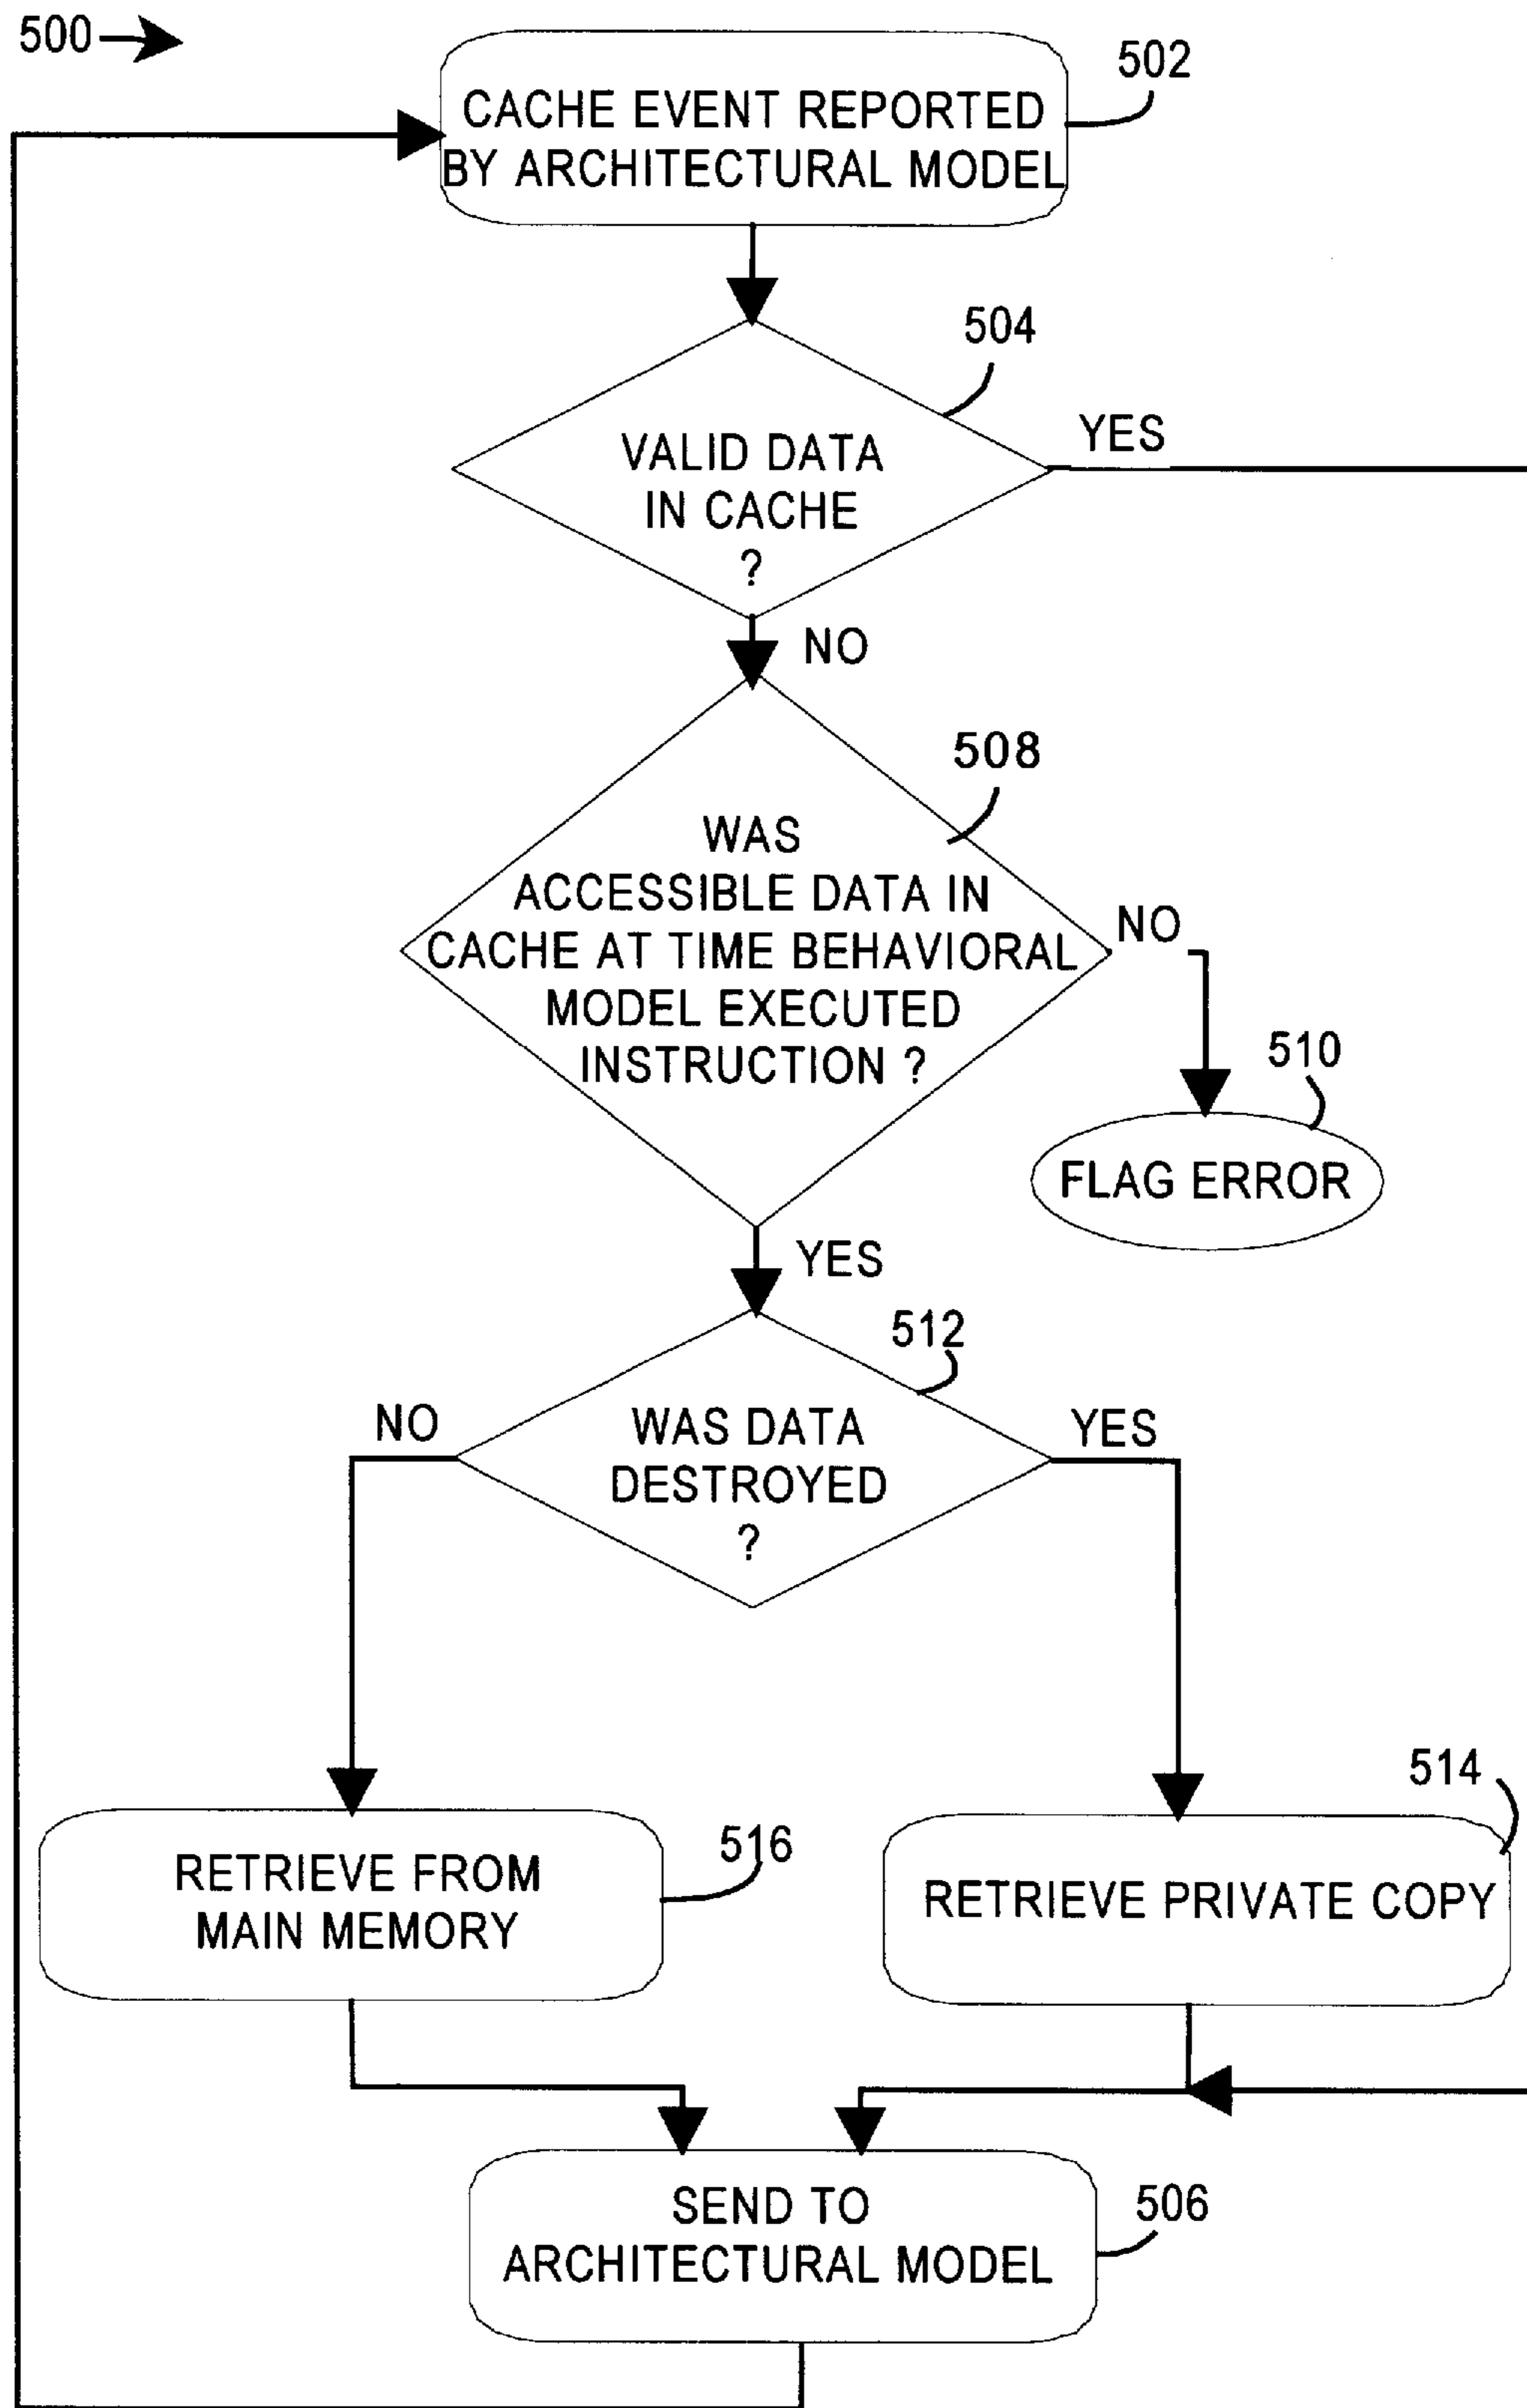 500
502
CACHE EVENT REPORTED
BY ARCHITECTURAL MODEL
504
YES
VALID DATA
IN CACHE
?
NO
508
WAS
ACCESSIBLE DATA IN
CACHE AT TIME BEHAVIORAL
MODEL EXECUTED
INSTRUCTION ?
NO
510
FLAG ERROR
YES
512
NO
WAS DATA
DESTROYED
?
YES
514
516
RETRIEVE FROM
MAIN MEMORY
RETRIEVE PRIVATE COPY
SEND TO
ARCHITECTURAL MODEL
506